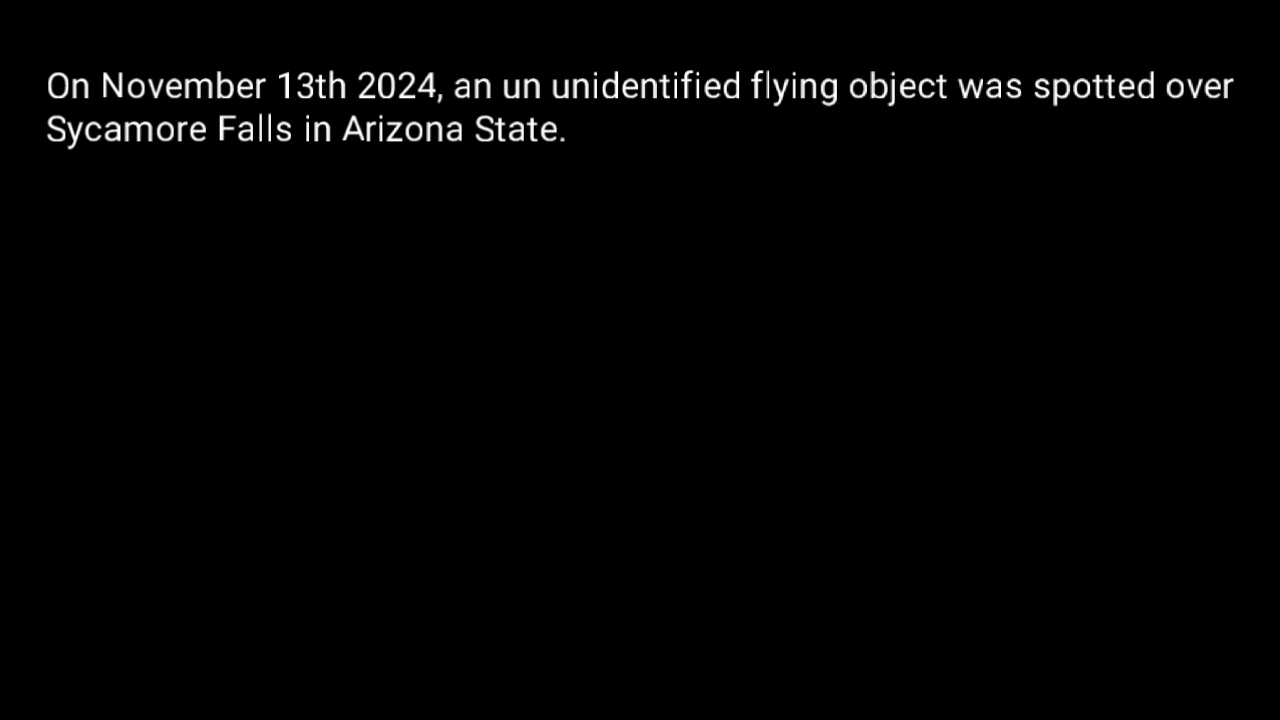 On November 13th 2024, an un unidentified flying object was spotted over
Sycamore Falls in Arizona State.